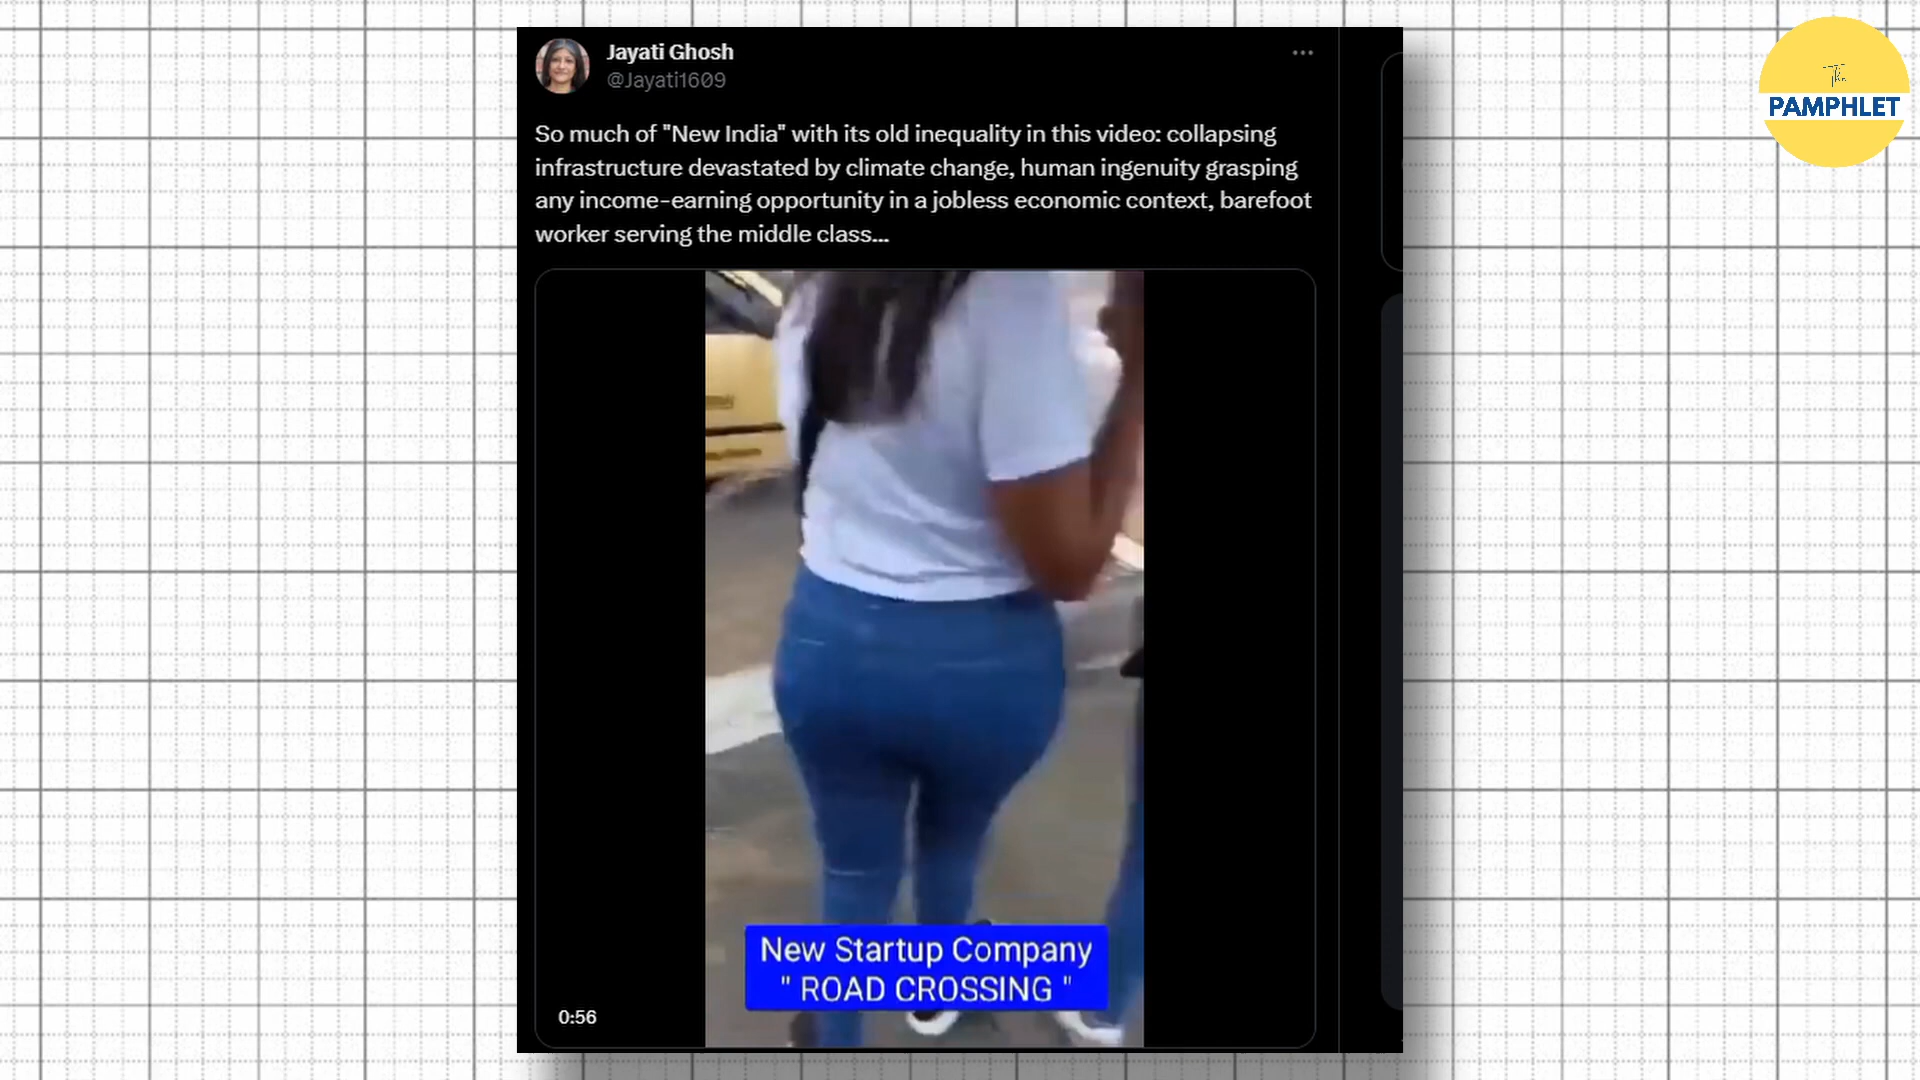 Jayati Ghosh
@Jayati1609
So much of "New India" with its old inequality in this video: collapsing
infrastructure devastated by climate change, human ingenuity grasping
any income-earning opportunity in a jobless economic context, barefoot
worker serving the middle class...
New Startup Company
" ROAD CROSSING "
0:56
The
PAMPHLET